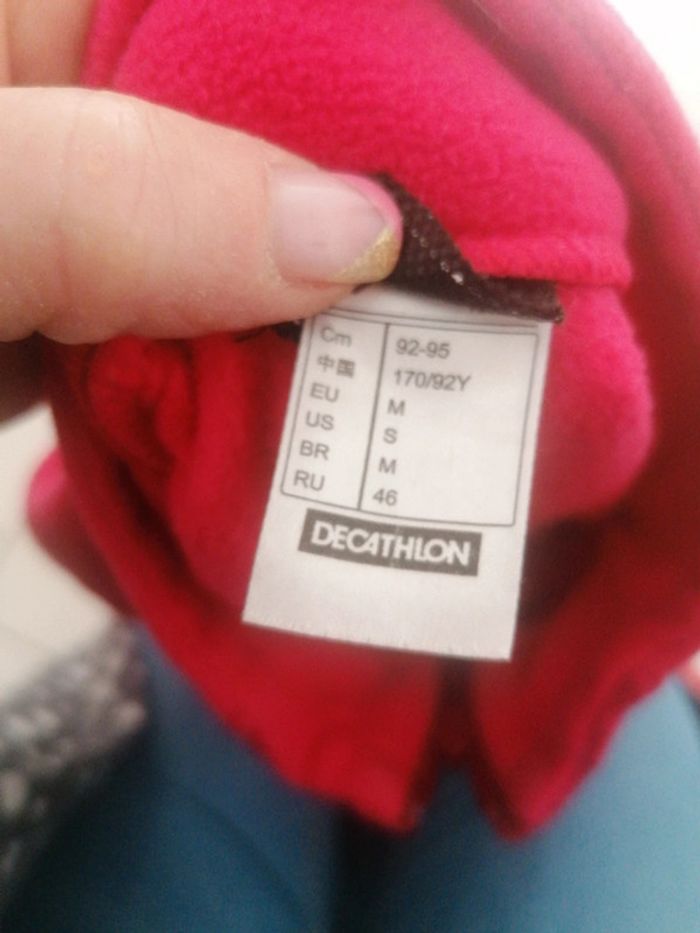 Cm 92-95
中国 170/92Y
EU M
US S
BR M
RU 46
DECATHLON